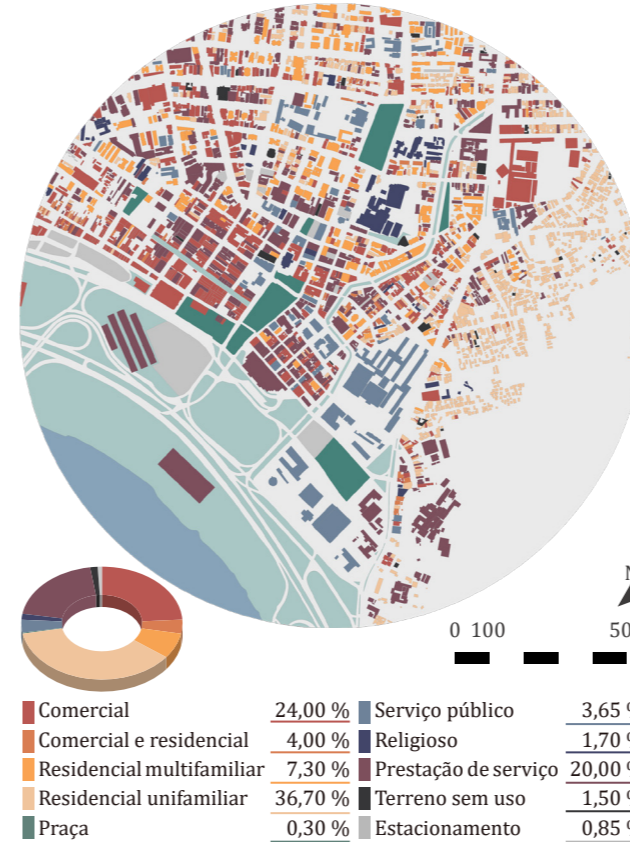 N
0 100 50
Comercial 24,00 %
Comercial e residencial 4,00 %
Residencial multifamiliar 7,30 %
Residencial unifamiliar 36,70 %
Praça 0,30 %
Serviço público 3,65
Religioso 1,70
Prestação de serviço 20,00
Terreno sem uso 1,50
Estacionamento 0,85